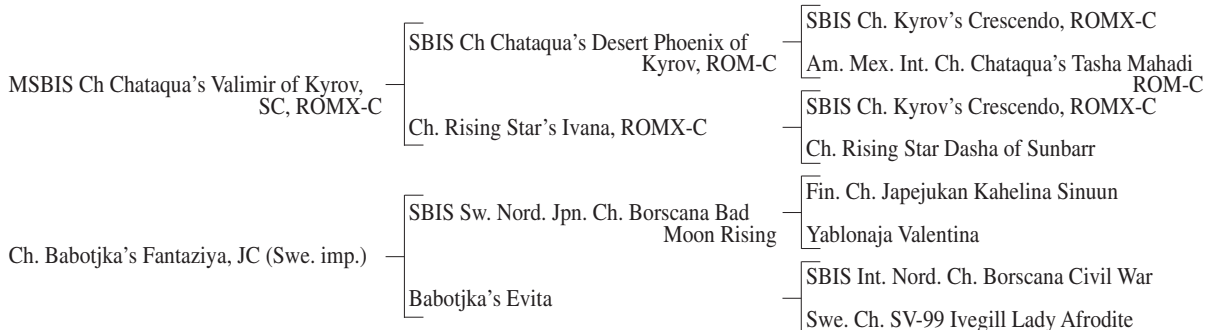 SBIS Ch. Kyrov's Crescendo, ROMX-C
SBIS Ch Chataqua's Desert Phoenix of
Kyrov, ROM-C
Am. Mex. Int. Ch. Chataqua's Tasha Mahadi
ROM-C
MSBIS Ch Chataqua's Valimir of Kyrov,
SC, ROMX-C
SBIS Ch. Kyrov's Crescendo, ROMX-C
Ch. Rising Star's Ivana, ROMX-C
Ch. Rising Star Dasha of Sunbarr
Fin. Ch. Japejukan Kahelina Sinuun
SBIS Sw. Nord. Jpn. Ch. Borscana Bad
Moon Rising
Yablonaja Valentina
Ch. Babotjka's Fantaziya, JC (Swe. imp.)
SBIS Int. Nord. Ch. Borscana Civil War
Babotjka's Evita
Swe. Ch. SV-99 Ivegill Lady Afrodite